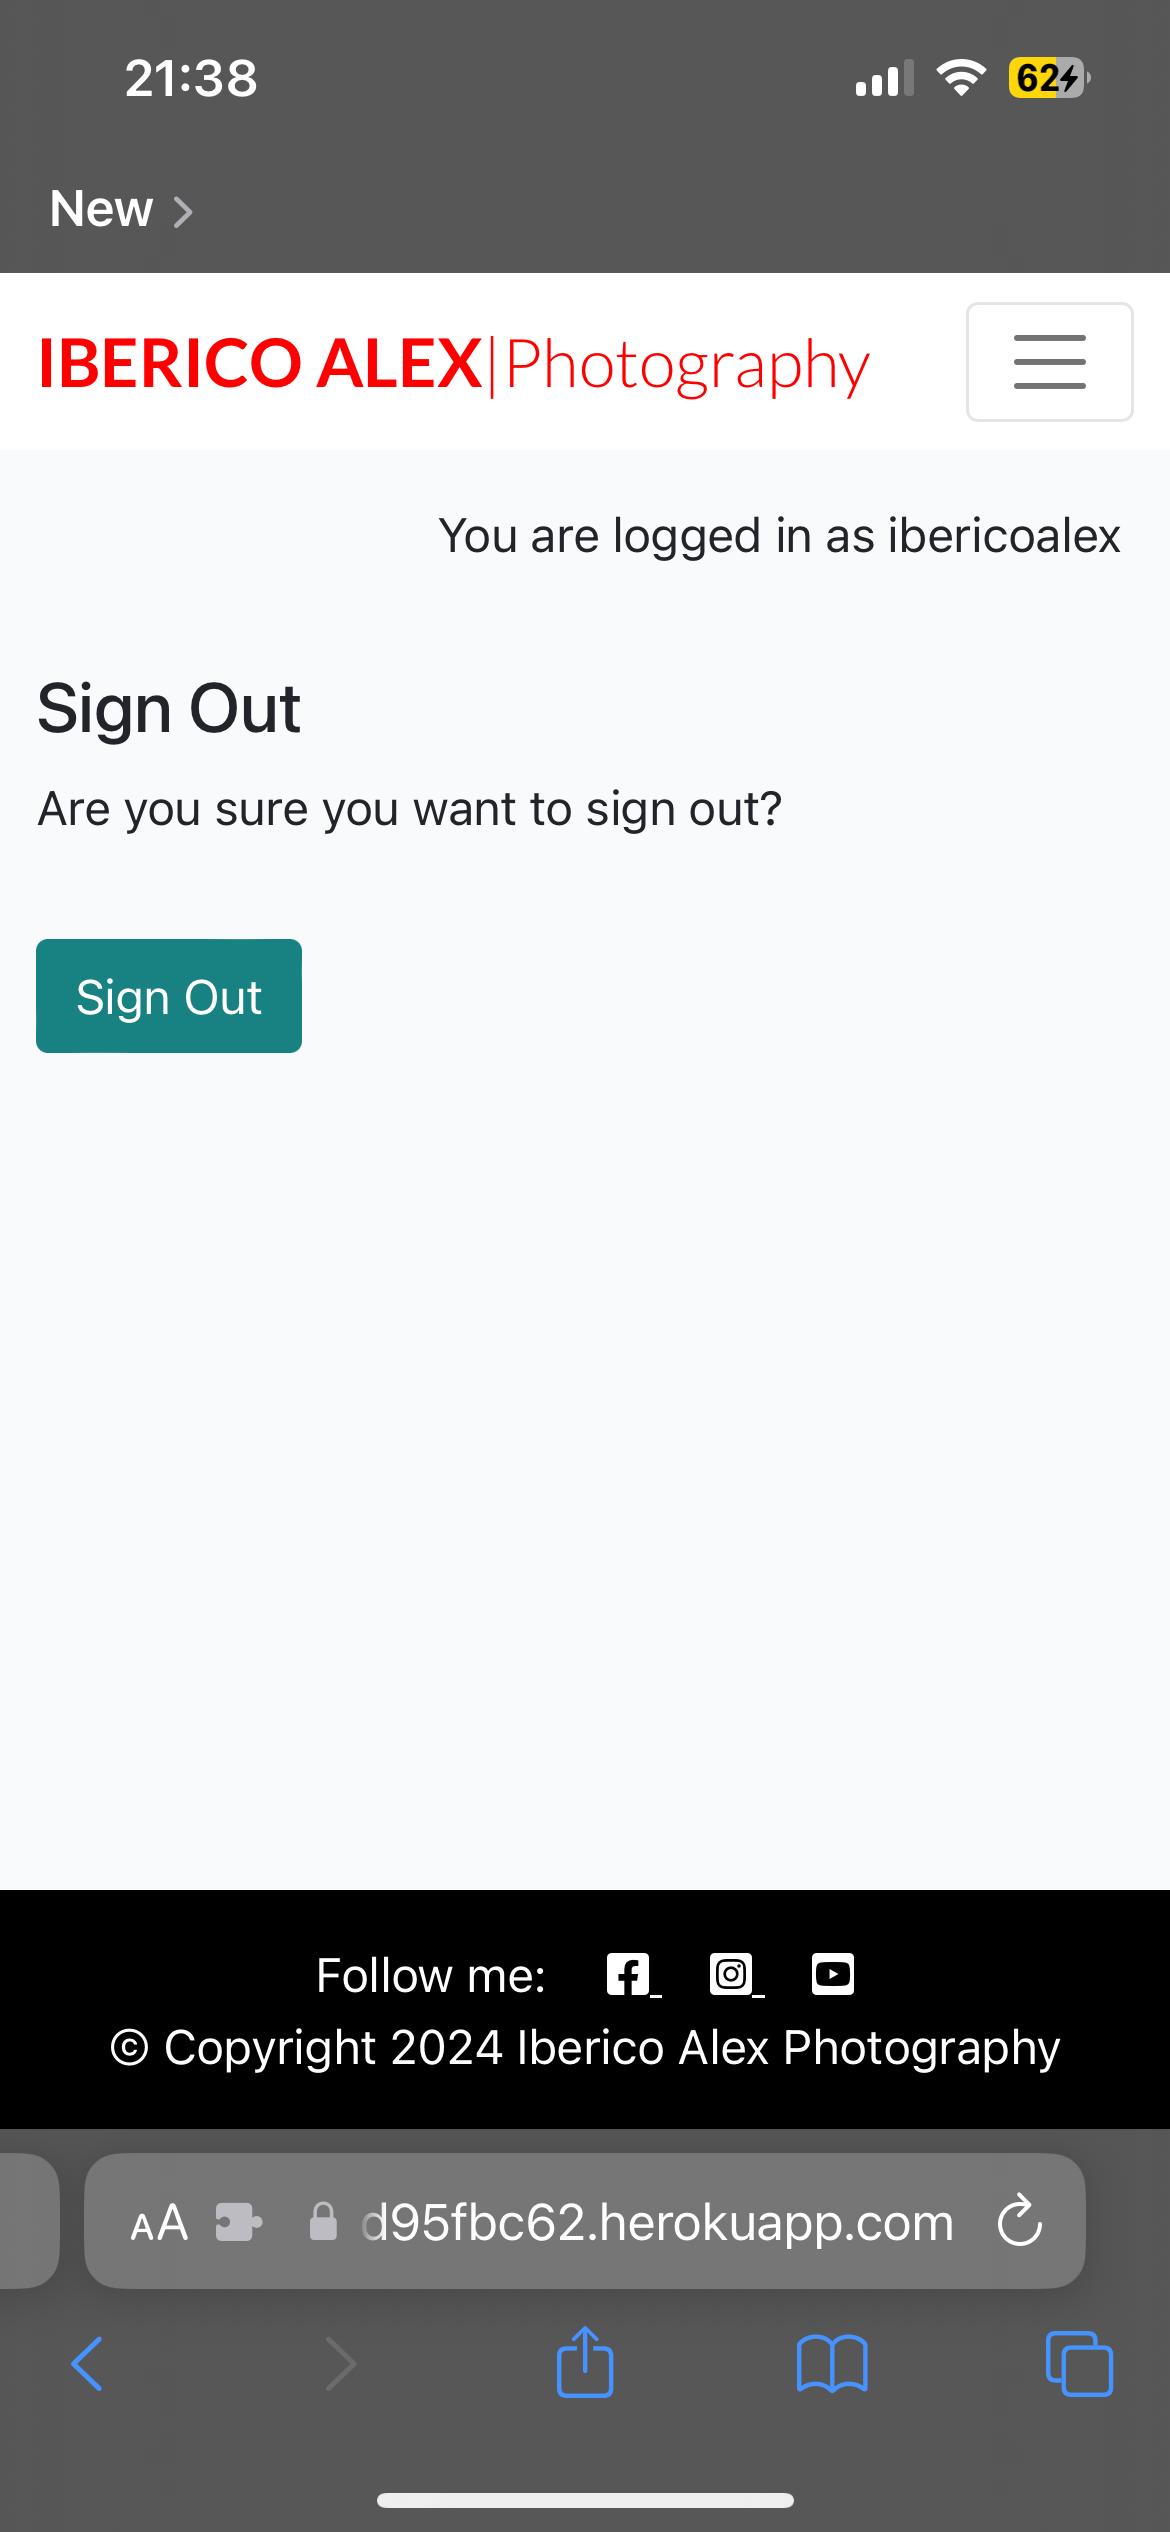 21:38
62
New
IBERICO ALEX|Photography
You are logged in as ibericoalex
Sign Out
Are you sure you want to sign out?
Sign Out
Follow me:
© Copyright 2024 Iberico Alex Photography
AA d95fbc62.herokuapp.com